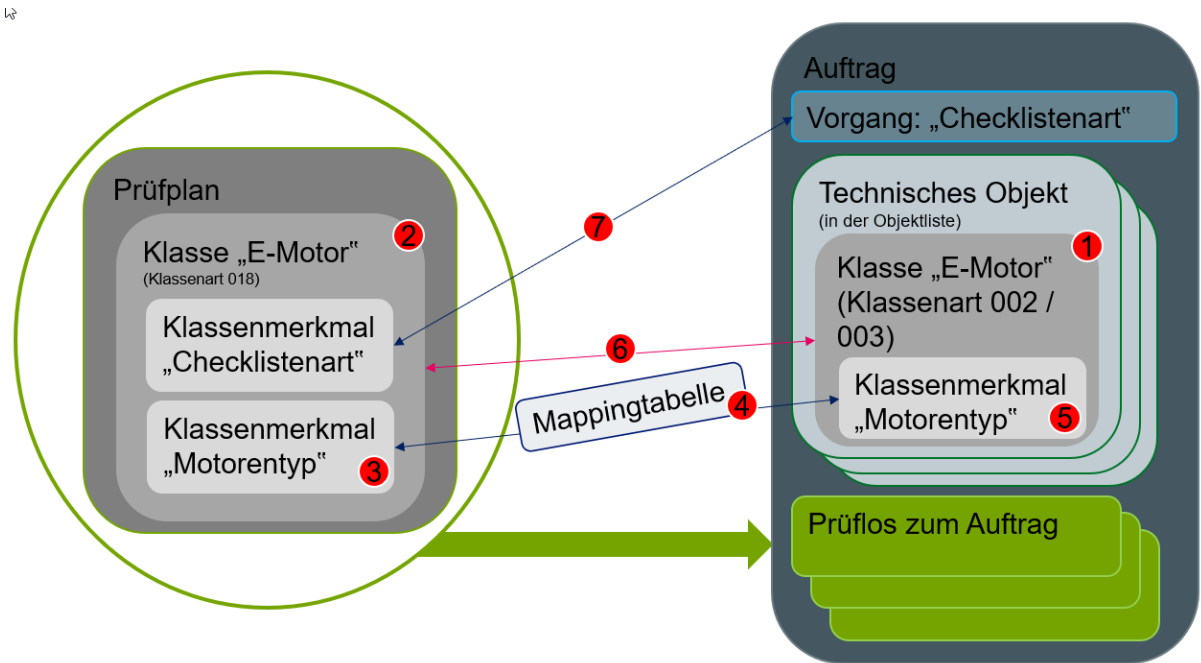 Prüfplan
Klasse „E-Motor“
(Klassenart 018)
2
Klassenmerkmal
„Checklistenart“
Klassenmerkmal
„Motorentyp“
3
7
6
Mappingtabelle
4
Auftrag
Vorgang: „Checklistenart“
Technisches Objekt
(in der Objektliste)
1
Klasse „E-Motor“
(Klassenart 002 /
003)
Klassenmerkmal
„Motorentyp“
5
Prüflos zum Auftrag